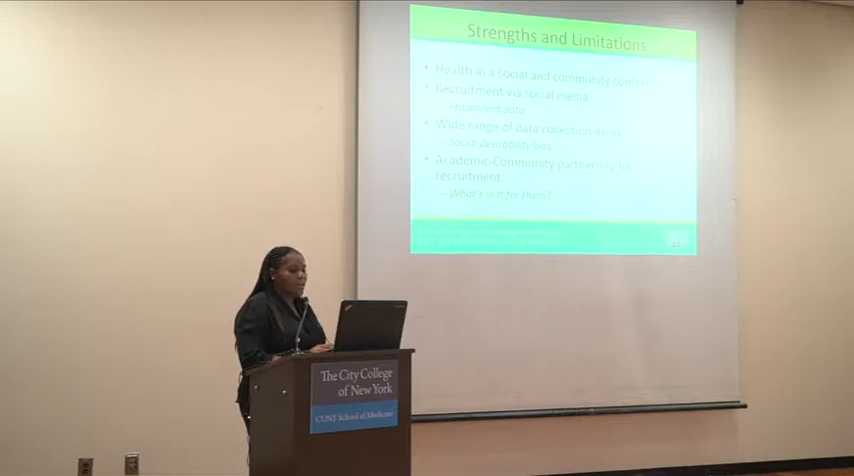 Strengths and Limitations
• Health in a social and community context
• Recruitment via social media
—Fraudulent data
• Wide range of data collection items
—Social desirability bias
• Academic-Community partnership for
recruitment
—What's in it for them?
64
The City College
of New York
CUNY School of Medicine